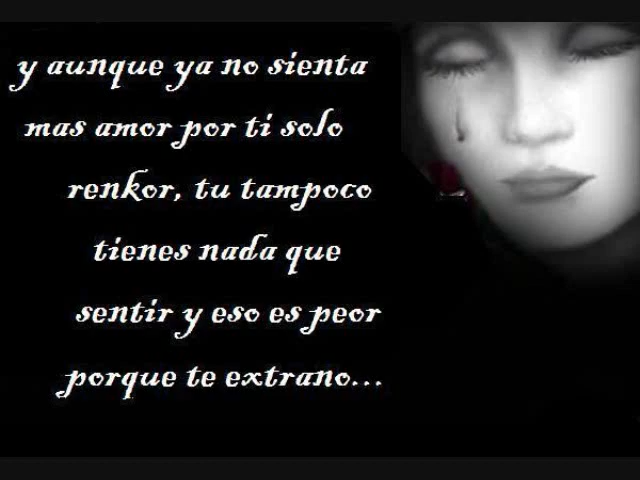 y aunque ya no sienta
mas amor por ti solo
renkor, tu tampoco
tienes nada que
sentir y eso es peor
porque te extrano...